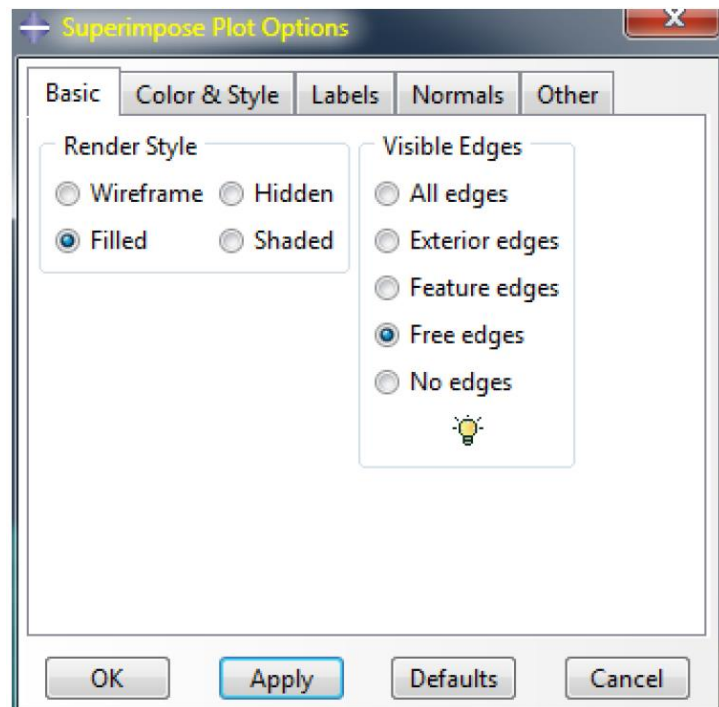 Superimpose Plot Options
X
Basic Color & Style Labels Normals Other
Render Style
Wireframe Hidden
Filled Shaded
Visible Edges
All edges
Exterior edges
Feature edges
Free edges
No edges
OK Apply Defaults Cancel